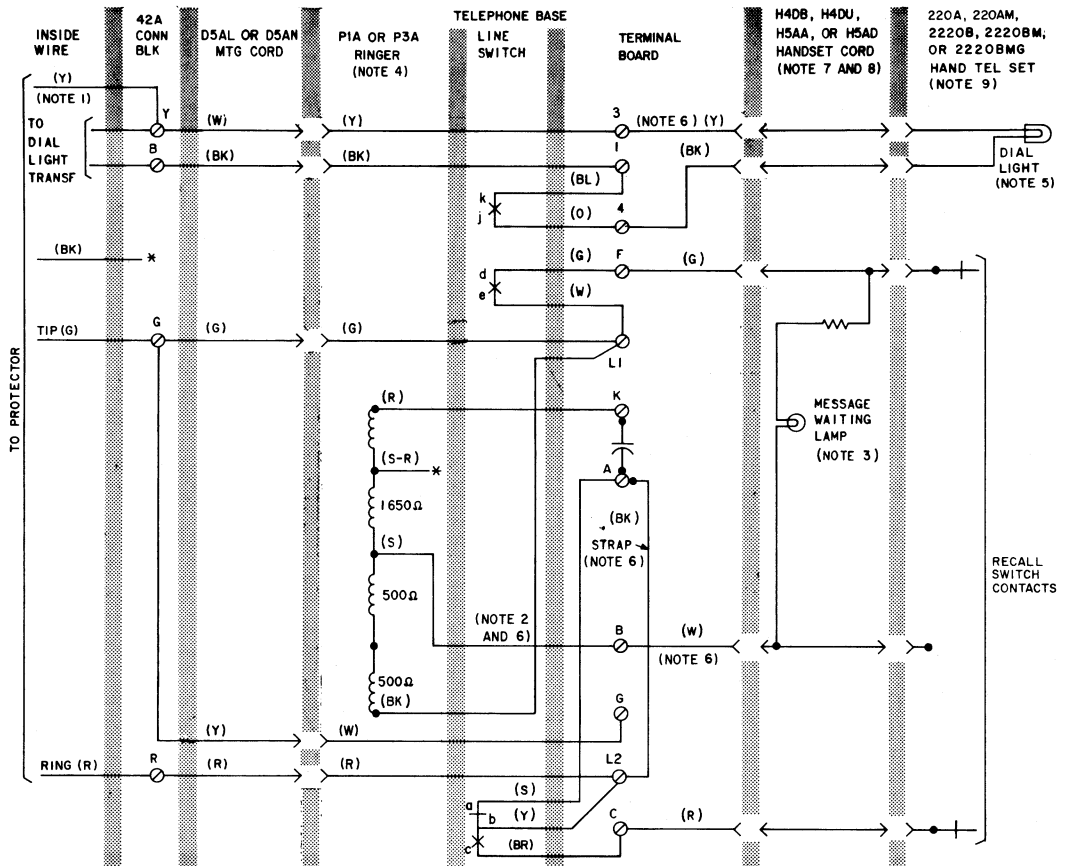 INSIDE
WIRE
42A
CONN
BLK
D5AL OR D5AN
MTG CORD
P1A OR P3A
RINGER
(NOTE 4)
TELEPHONE BASE
LINE
SWITCH
TERMINAL
BOARD
H4DB, H4DU,
H5AA, OR H5AD
HANDSET CORD
(NOTE 7 AND 8)
220A, 220AM,
2220B, 2220BM,
OR 2220BMG
HAND TEL SET
(NOTE 9)
(Y)
(NOTE 1)
Y
TO
DIAL
LIGHT
TRANSF
(W)
(Y)
3
(NOTE 6) (Y)
B
(BK)
(BK)
1
(BK)
DIAL
LIGHT
(NOTE 5)
(BL)
k
j
(O)
4
(BK)
*
(G)
F
(G)
d
e
(W)
TIP (G)
G
(G)
(G)
L1
TO PROTECTOR
(R)
K
MESSAGE
WAITING
LAMP
(NOTE 3)
(S-R)
*
A
1650Ω
(BK)
STRAP
(NOTE 6)
(S)
RECALL
SWITCH
CONTACTS
500Ω
(NOTE 2
AND 6)
B
(W)
(NOTE 6)
500Ω
(BK)
G
(Y)
(W)
RING (R)
R
(R)
(R)
L2
(S)
a
b
(Y)
C
(R)
c
(BR)